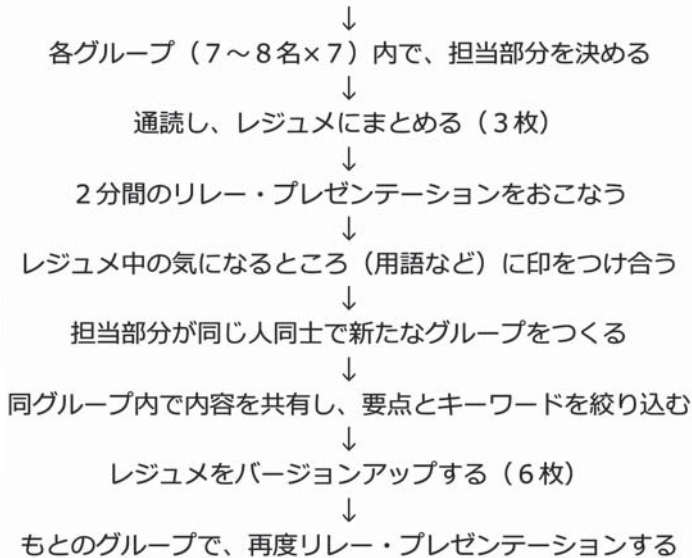 ↓
各グループ（7～8名×7）内で、担当部分を決める
↓
通読し、レジュメにまとめる（3枚）
↓
2分間のリレー・プレゼンテーションをおこなう
↓
レジュメ中の気になるところ（用語など）に印をつけ合う
↓
担当部分が同じ人同士で新たなグループをつくる
↓
同グループ内で内容を共有し、要点とキーワードを絞り込む
↓
レジュメをバージョンアップする（6枚）
↓
もとのグループで、再度リレー・プレゼンテーションする